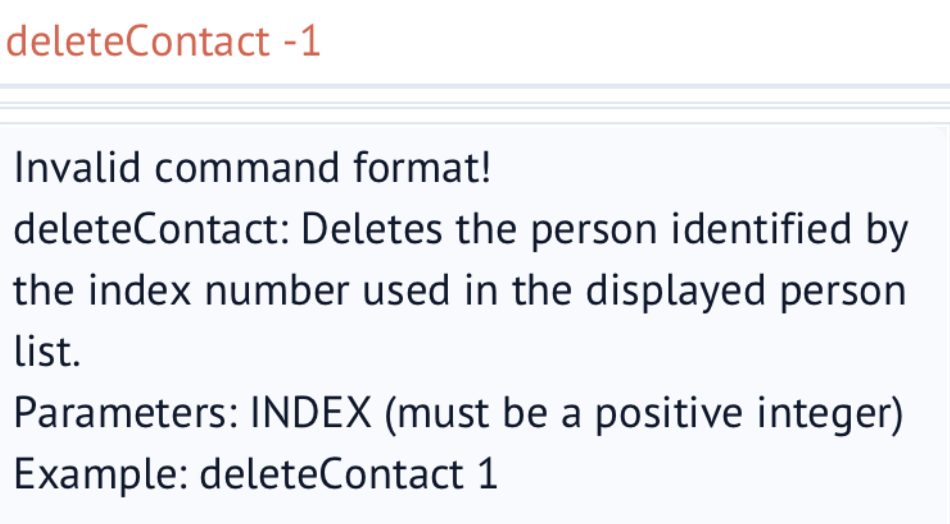 deleteContact -1
Invalid command format!
deleteContact: Deletes the person identified by
the index number used in the displayed person
list.
Parameters: INDEX (must be a positive integer)
Example: deleteContact 1